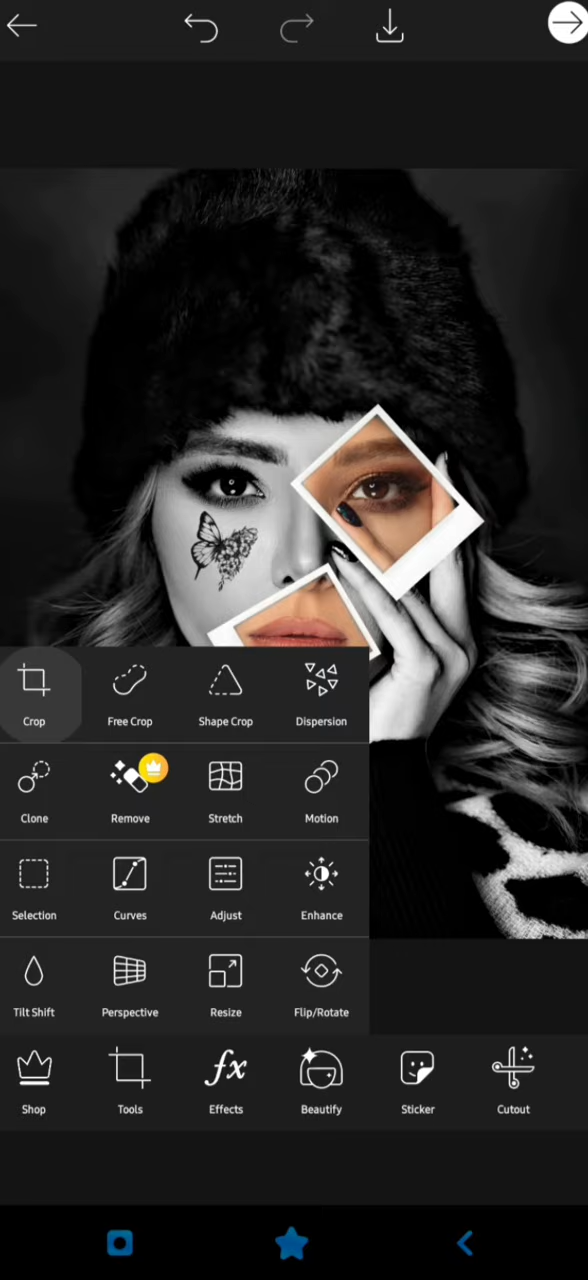 Crop Free Crop Shape Crop Dispersion
Clone Remove Stretch Motion
Selection Curves Adjust Enhance
Tilt Shift Perspective Resize Flip/Rotate
Shop Tools Effects Beautify Sticker Cutout